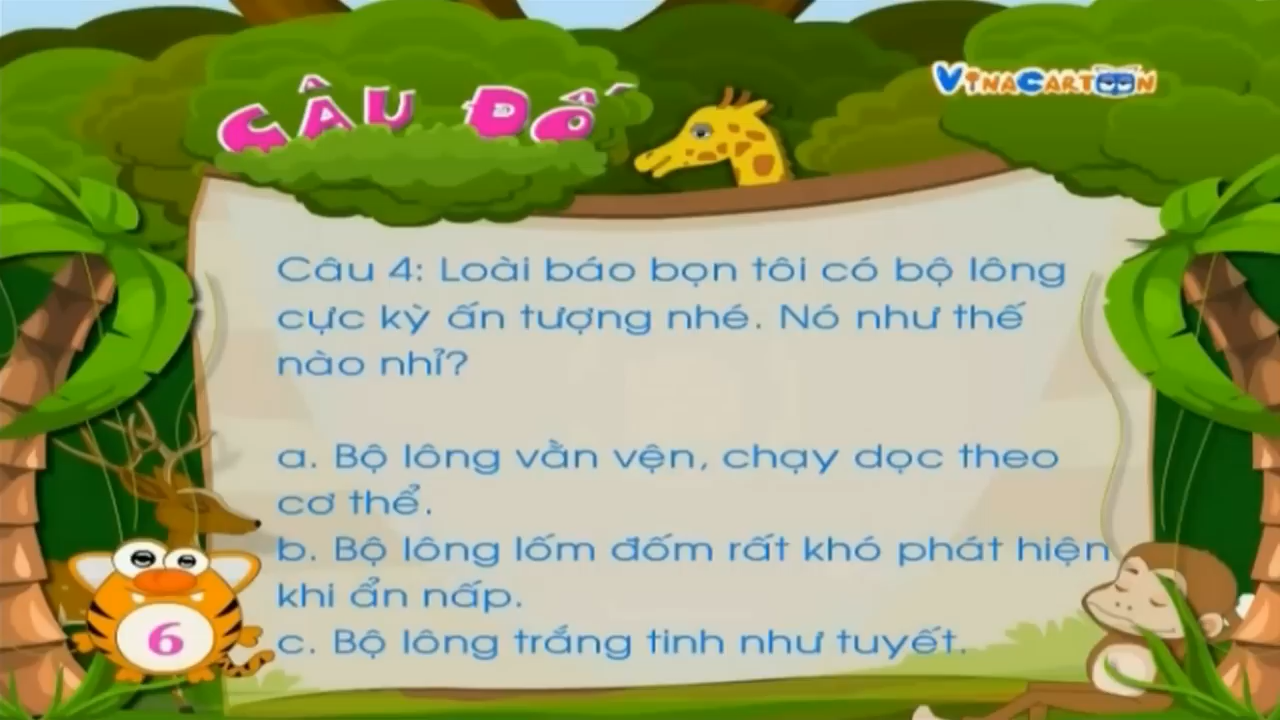 CÂU ĐỐ
VINACARTOON
Câu 4: Loài báo bọn tôi có bộ lông
cực kỳ ấn tượng nhé. Nó như thế
nào nhỉ?
a. Bộ lông vằn vện, chạy dọc theo
cơ thể.
b. Bộ lông lốm đốm rất khó phát hiện
khi ẩn nấp.
c. Bộ lông trắng tinh như tuyết.
6